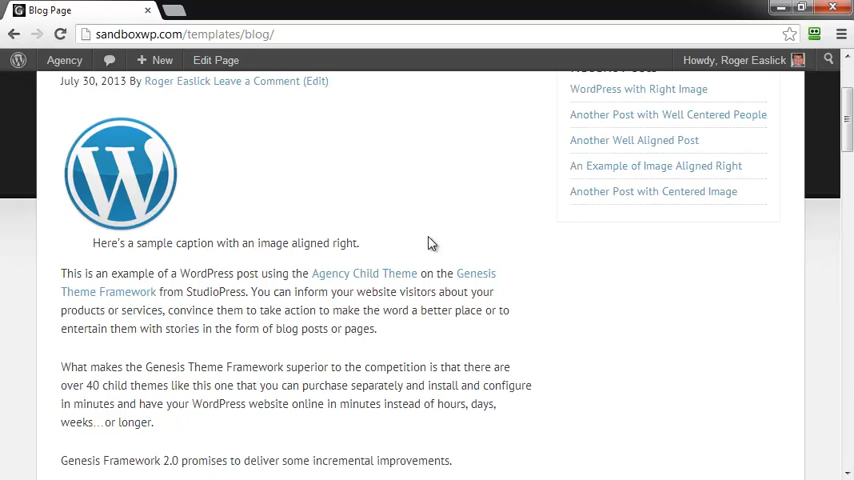 Blog Page
sandboxwp.com/templates/blog/
Agency
New
Edit Page
Howdy, Roger Easlick
July 30, 2013 By Roger Easlick Leave a Comment (Edit)
Here's a sample caption with an image aligned right.
This is an example of a WordPress post using the Agency Child Theme on the Genesis
Theme Framework from StudioPress. You can inform your website visitors about your
products or services, convince them to take action to make the word a better place or to
entertain them with stories in the form of blog posts or pages.
What makes the Genesis Theme Framework superior to the competition is that there are
over 40 child themes like this one that you can purchase separately and install and configure
in minutes and have your WordPress website online in minutes instead of hours, days,
weeks…or longer.
Genesis Framework 2.0 promises to deliver some incremental improvements.
Recent Posts
WordPress with Right Image
Another Post with Well Centered People
Another Well Aligned Post
An Example of Image Aligned Right
Another Post with Centered Image